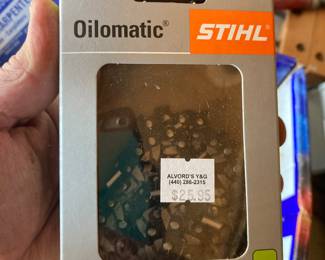 Oilomatic®
STIHL®
ALVORD'S Y&G
(440) 286-2315
$25.95